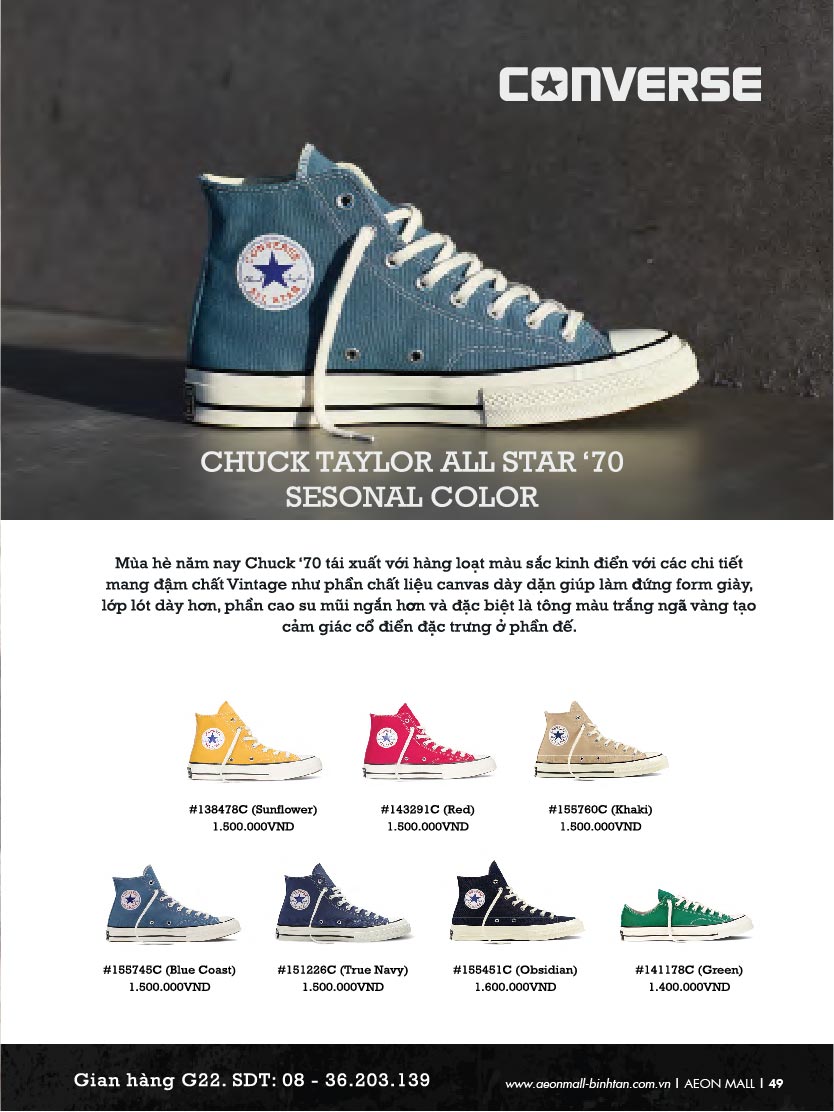 CONVERSE
CONVERSE
ALL STAR
CHUCK TAYLOR ALL STAR ‘70
SESONAL COLOR
Mùa hè năm nay Chuck ‘70 tái xuất với hàng loạt màu sắc kinh điển với các chi tiết
mang đậm chất Vintage như phần chất liệu canvas dày dặn giúp làm đứng form giày,
lớp lót dày hơn, phần cao su mũi ngắn hơn và đặc biệt là tông màu trắng ngã vàng tạo
cảm giác cổ điển đặc trưng ở phần đế.
#138478C (Sunflower)
1.500.000VND
#143291C (Red)
1.500.000VND
#155760C (Khaki)
1.500.000VND
#155745C (Blue Coast)
1.500.000VND
#151226C (True Navy)
1.500.000VND
#155451C (Obsidian)
1.600.000VND
#141178C (Green)
1.400.000VND
Gian hàng G22. SDT: 08 - 36.203.139
www.aeonmall-binhtan.com.vn | AEON MALL | 49